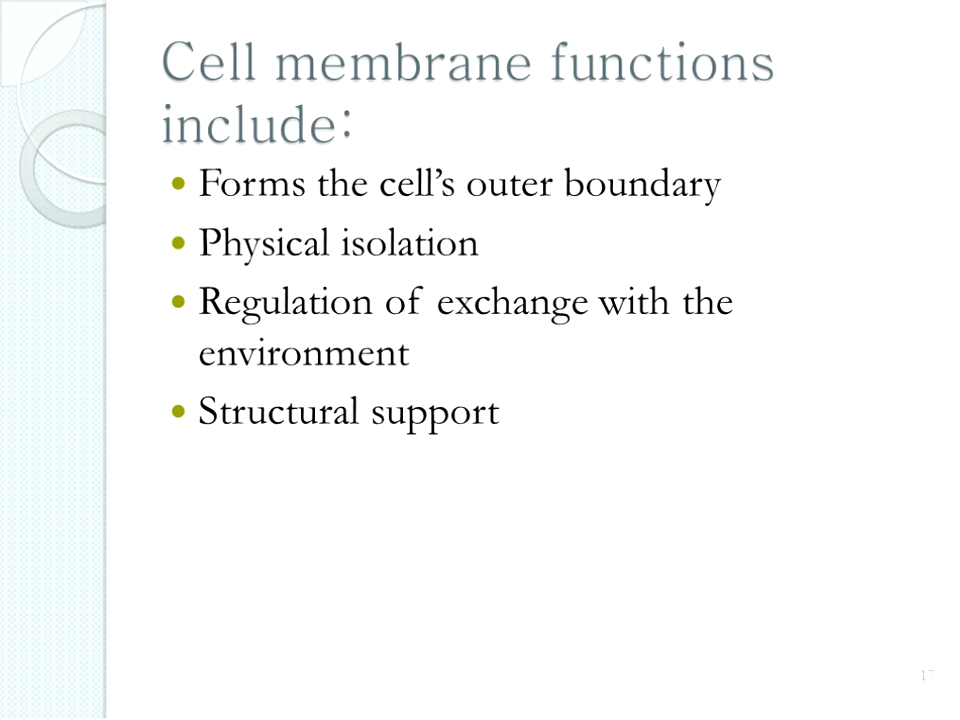 Cell membrane functions
include:
• Forms the cell’s outer boundary
• Physical isolation
• Regulation of exchange with the
environment
• Structural support
17